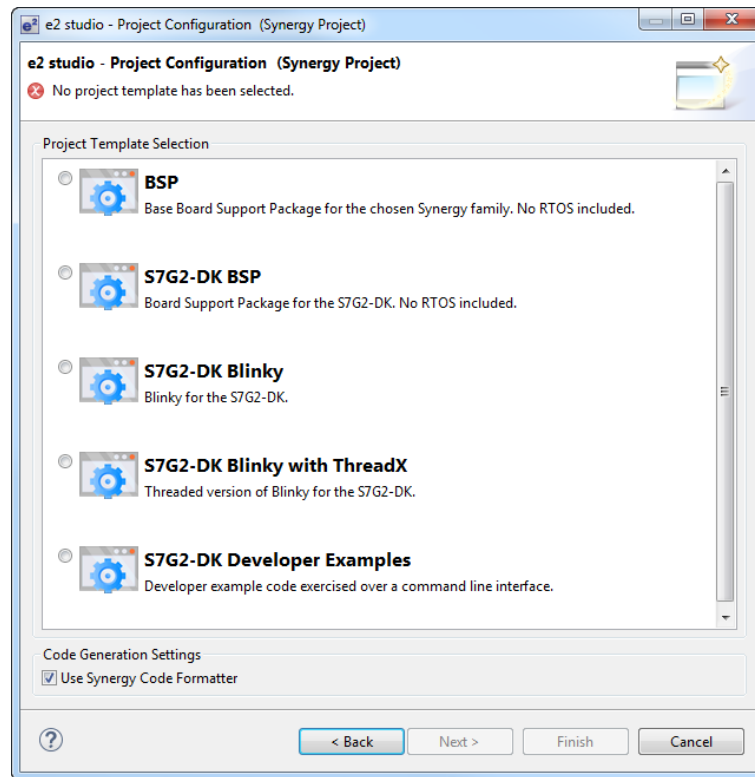 e² e2 studio - Project Configuration (Synergy Project)
e2 studio - Project Configuration (Synergy Project)
No project template has been selected.
Project Template Selection
BSP
Base Board Support Package for the chosen Synergy family. No RTOS included.
S7G2-DK BSP
Board Support Package for the S7G2-DK. No RTOS included.
S7G2-DK Blinky
Blinky for the S7G2-DK.
S7G2-DK Blinky with ThreadX
Threaded version of Blinky for the S7G2-DK.
S7G2-DK Developer Examples
Developer example code exercised over a command line interface.
Code Generation Settings
Use Synergy Code Formatter
? < Back Next > Finish Cancel